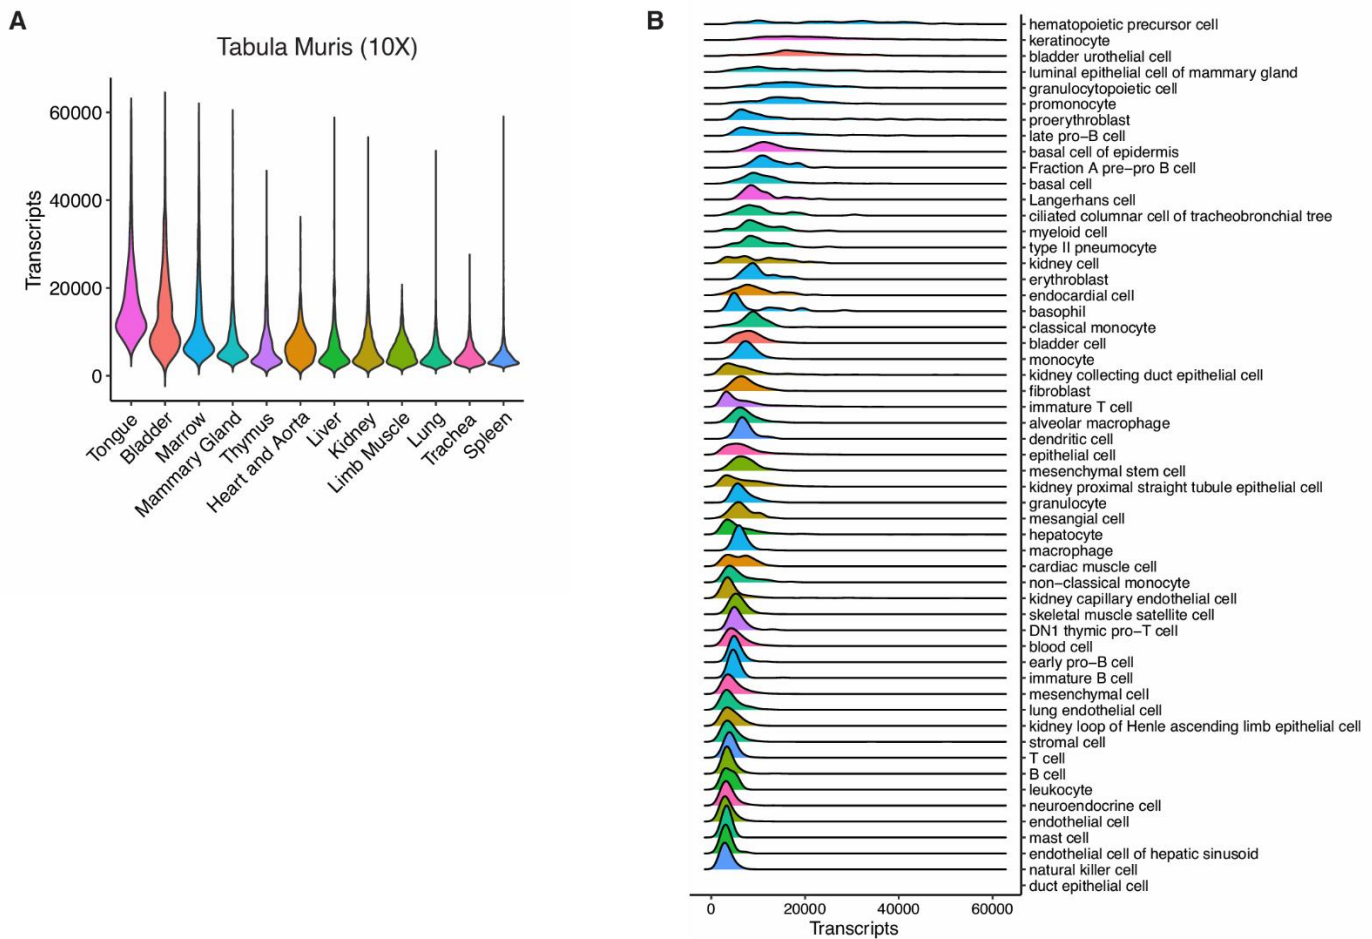 A
Tabula Muris (10X)
Transcripts
60000
40000
20000
0
Tongue
Bladder
Marrow
Mammary Gland
Thymus
Heart and Aorta
Liver
Kidney
Limb Muscle
Lung
Trachea
Spleen
B
hematopoietic precursor cell
keratinocyte
bladder urothelial cell
luminal epithelial cell of mammary gland
granulocytopoietic cell
promonocyte
proerythroblast
late pro−B cell
basal cell of epidermis
Fraction A pre−pro B cell
basal cell
Langerhans cell
ciliated columnar cell of tracheobronchial tree
myeloid cell
type II pneumocyte
kidney cell
erythroblast
endocardial cell
basophil
classical monocyte
bladder cell
monocyte
kidney collecting duct epithelial cell
fibroblast
immature T cell
alveolar macrophage
dendritic cell
epithelial cell
mesenchymal stem cell
kidney proximal straight tubule epithelial cell
granulocyte
mesangial cell
hepatocyte
macrophage
cardiac muscle cell
non−classical monocyte
kidney capillary endothelial cell
skeletal muscle satellite cell
DN1 thymic pro−T cell
blood cell
early pro−B cell
immature B cell
mesenchymal cell
lung endothelial cell
kidney loop of Henle ascending limb epithelial cell
stromal cell
T cell
B cell
leukocyte
neuroendocrine cell
endothelial cell
mast cell
endothelial cell of hepatic sinusoid
natural killer cell
duct epithelial cell
0
20000
40000
60000
Transcripts